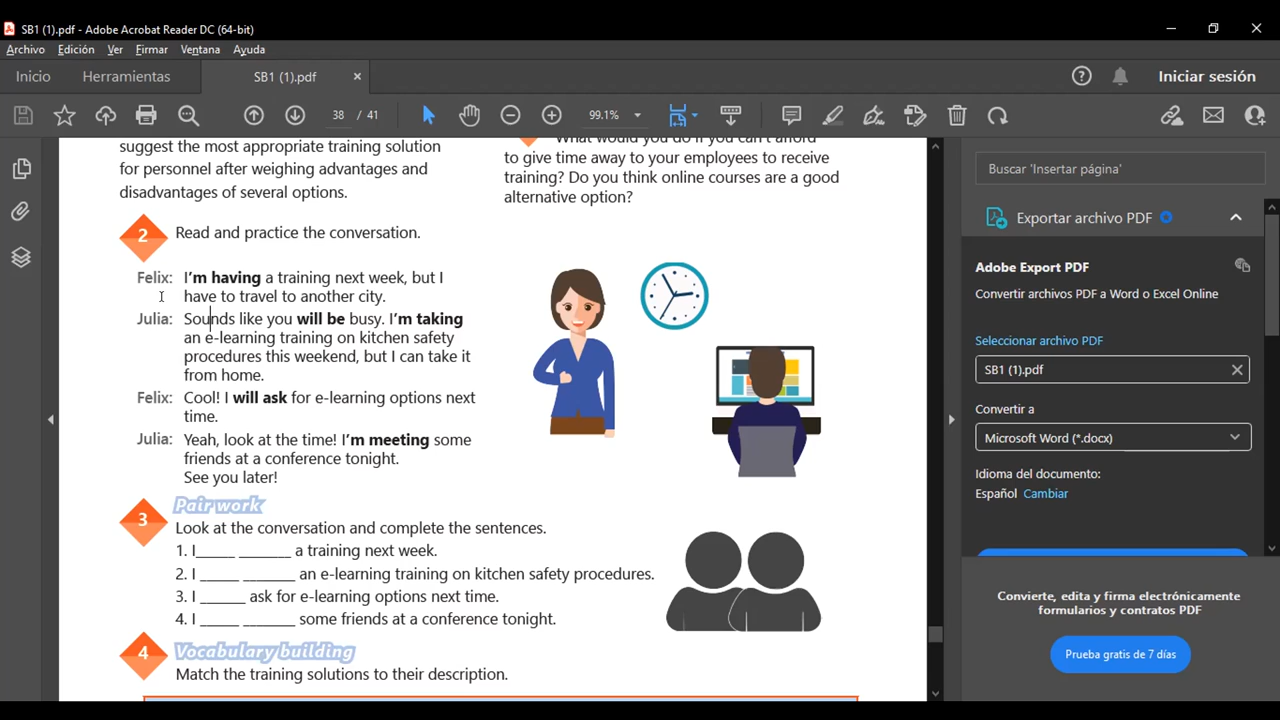 SB1 (1).pdf - Adobe Acrobat Reader DC (64-bit)
Archivo Edición Ver Firmar Ventana Ayuda
Inicio Herramientas SB1 (1).pdf × Iniciar sesión
38 / 41 99.1%
suggest the most appropriate training solution
for personnel after weighing advantages and
disadvantages of several options.
What would you do if you can't afford
to give time away to your employees to receive
training? Do you think online courses are a good
alternative option?
2 Read and practice the conversation.
Felix: I'm having a training next week, but I
have to travel to another city.
Julia: Sounds like you will be busy. I'm taking
an e-learning training on kitchen safety
procedures this weekend, but I can take it
from home.
Felix: Cool! I will ask for e-learning options next
time.
Julia: Yeah, look at the time! I'm meeting some
friends at a conference tonight.
See you later!
3 Pair work
Look at the conversation and complete the sentences.
1. I_____ _______ a training next week.
2. I _____ _______ an e-learning training on kitchen safety procedures.
3. I ______ ask for e-learning options next time.
4. I _____ _______ some friends at a conference tonight.
4 Vocabulary building
Match the training solutions to their description.
Buscar 'Insertar página'
Exportar archivo PDF
Adobe Export PDF
Convertir archivos PDF a Word o Excel Online
Seleccionar archivo PDF
SB1 (1).pdf
Convertir a
Microsoft Word (*.docx)
Idioma del documento:
Español Cambiar
Convierte, edita y firma electrónicamente
formularios y contratos PDF
Prueba gratis de 7 días